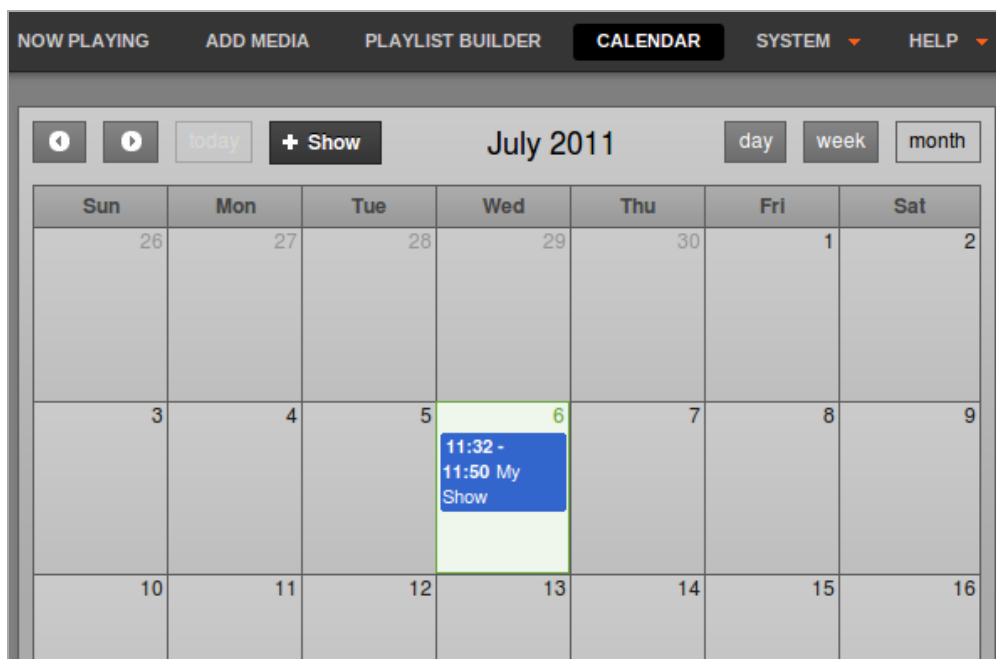 NOW PLAYING ADD MEDIA PLAYLIST BUILDER CALENDAR SYSTEM HELP
today + Show July 2011 day week month
Sun Mon Tue Wed Thu Fri Sat
26 27 28 29 30 1 2
3 4 5 6 7 8 9
11:32 -
11:50 My
Show
10 11 12 13 14 15 16